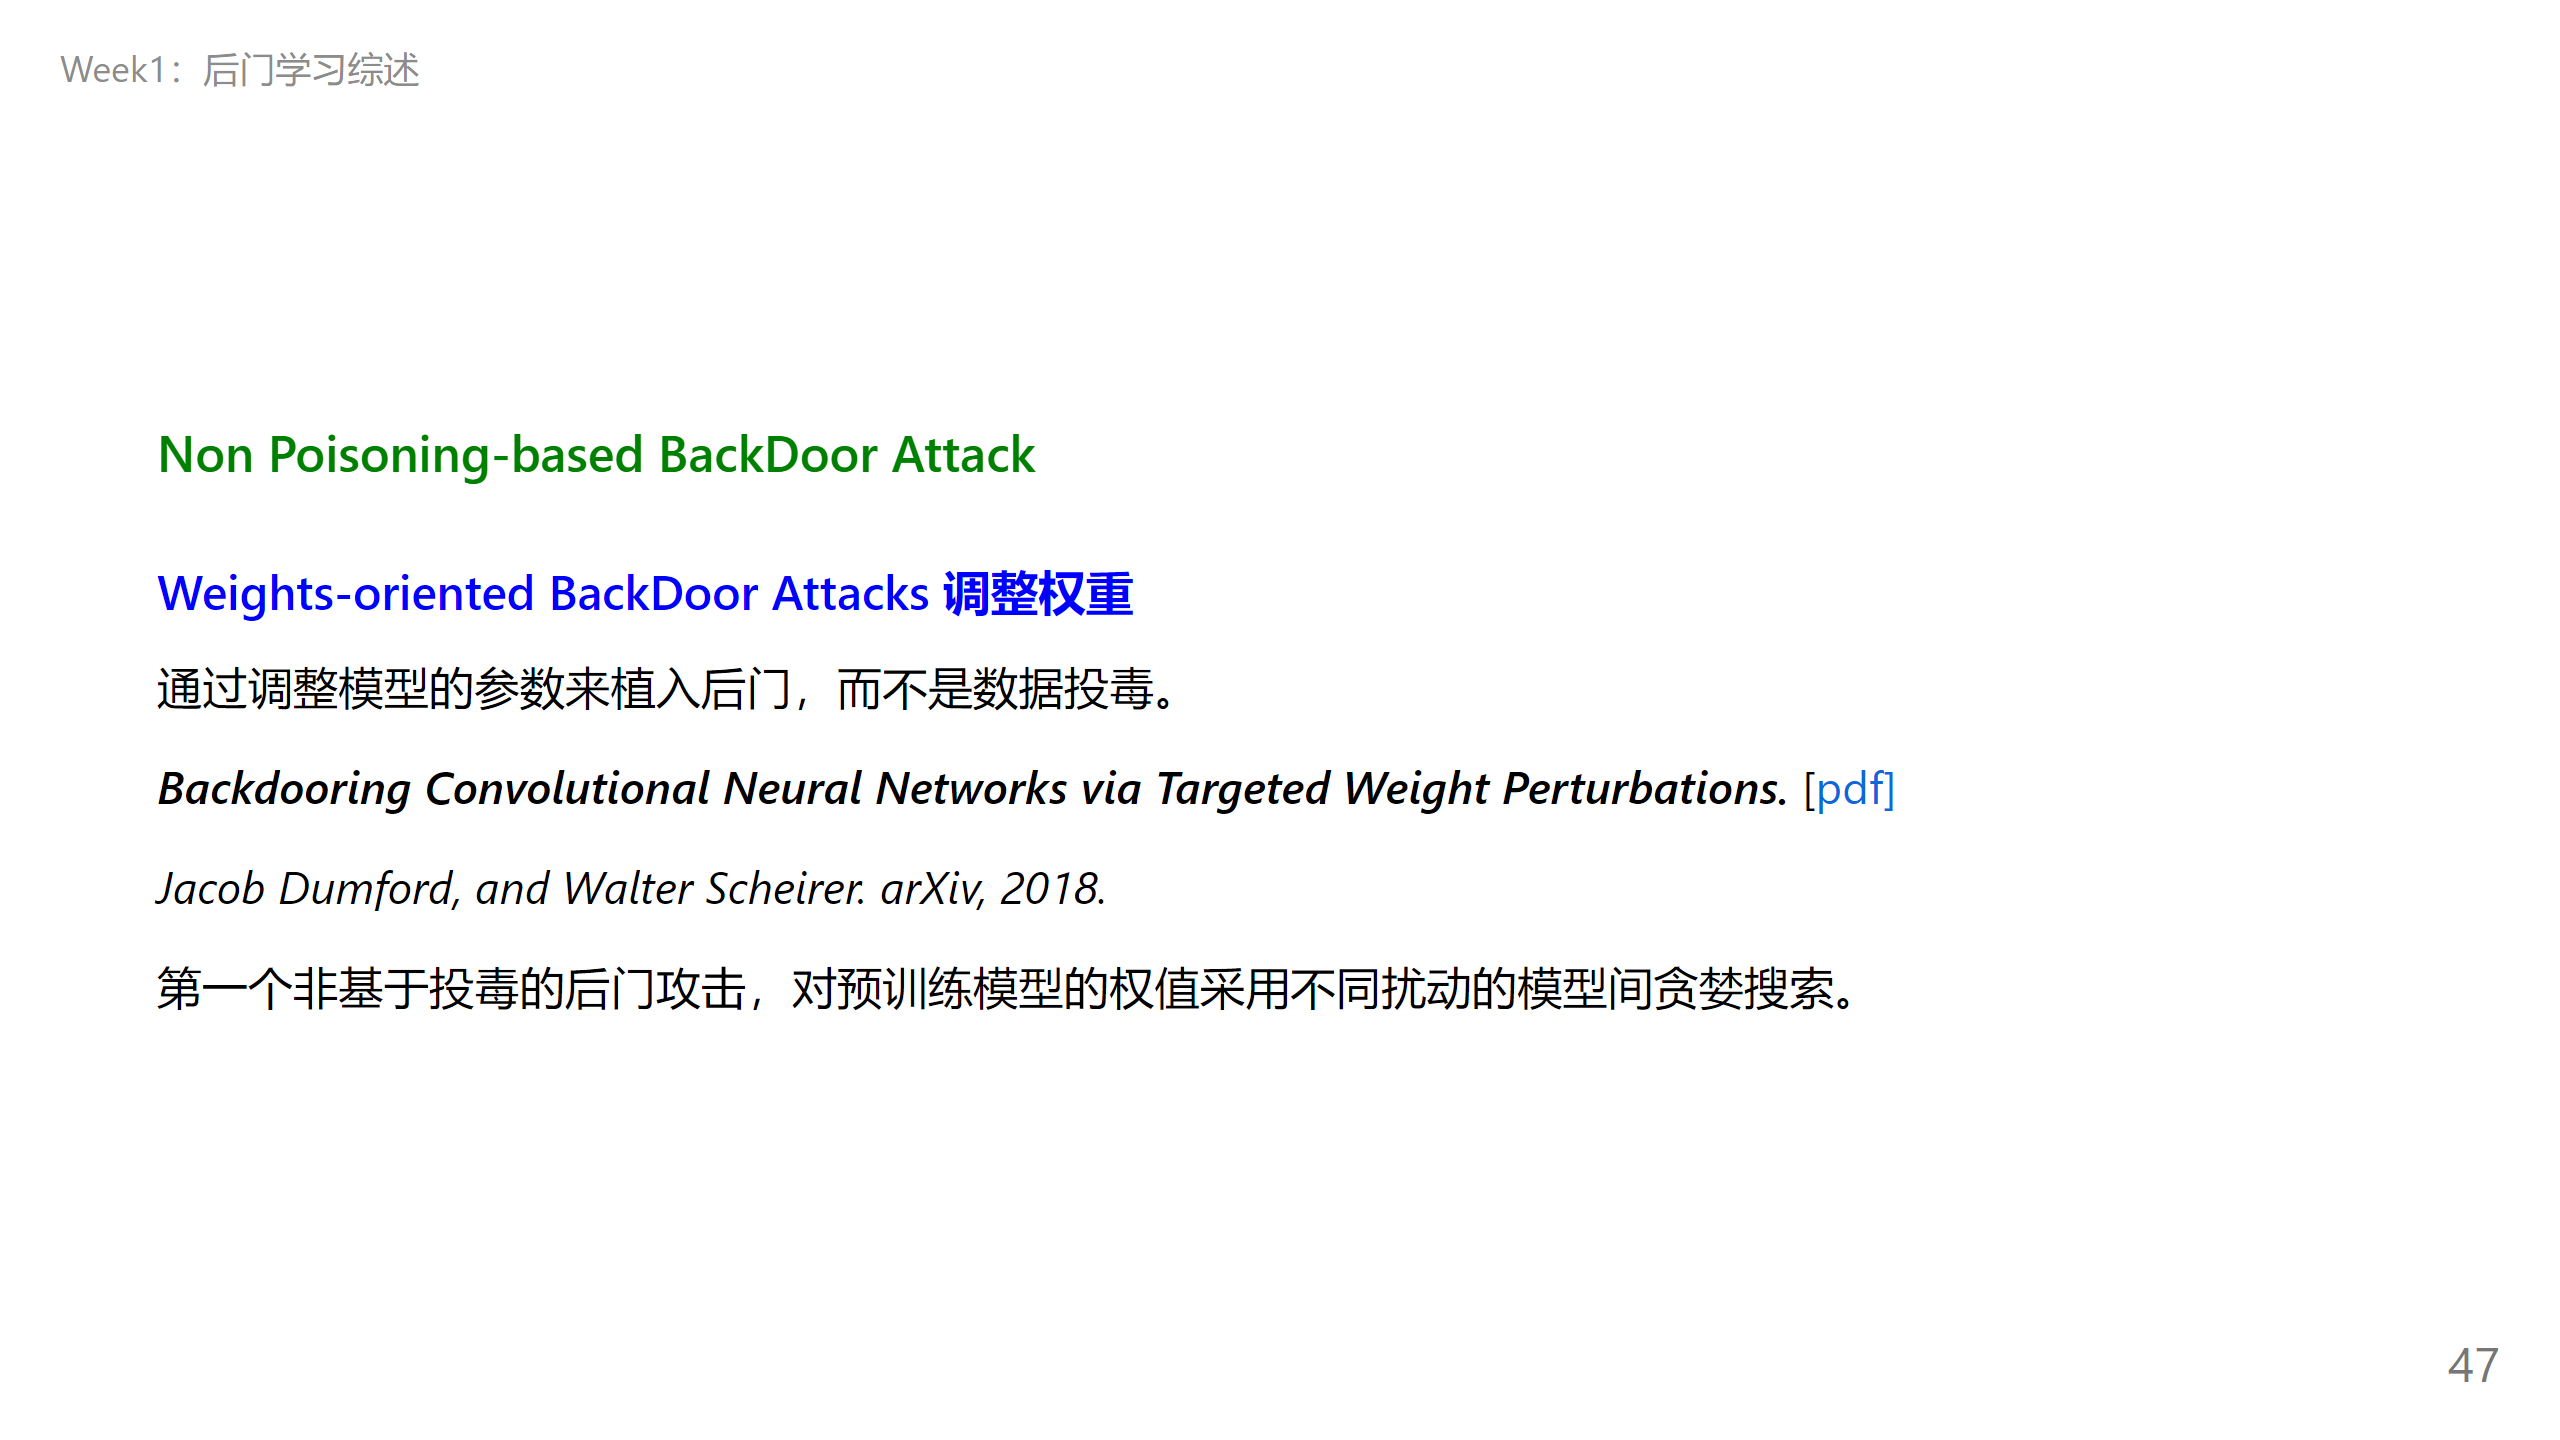 Week1：后门学习综述
Non Poisoning-based BackDoor Attack
Weights-oriented BackDoor Attacks 调整权重
通过调整模型的参数来植入后门，而不是数据投毒。
Backdooring Convolutional Neural Networks via Targeted Weight Perturbations. [pdf]
Jacob Dumford, and Walter Scheirer. arXiv, 2018.
第一个非基于投毒的后门攻击，对预训练模型的权值采用不同扰动的模型间贪婪搜索。
47